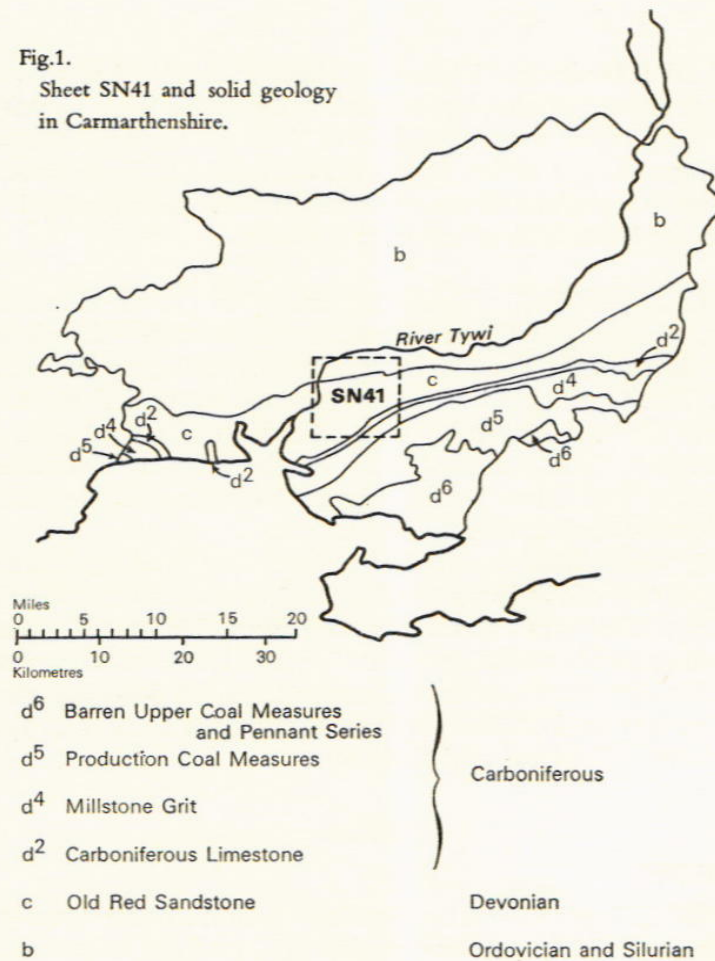 Fig.1.
Sheet SN41 and solid geology
in Carmarthenshire.
b
b
River Tywi
d2
SN41
c
d4
d2
d4
c
d5
d5
d6
d2
d6
Miles
0 5 10 15 20
0 10 20 30
Kilometres
d6 Barren Upper Coal Measures
and Pennant Series
d5 Production Coal Measures
Carboniferous
d4 Millstone Grit
d2 Carboniferous Limestone
c Old Red Sandstone Devonian
b Ordovician and Silurian